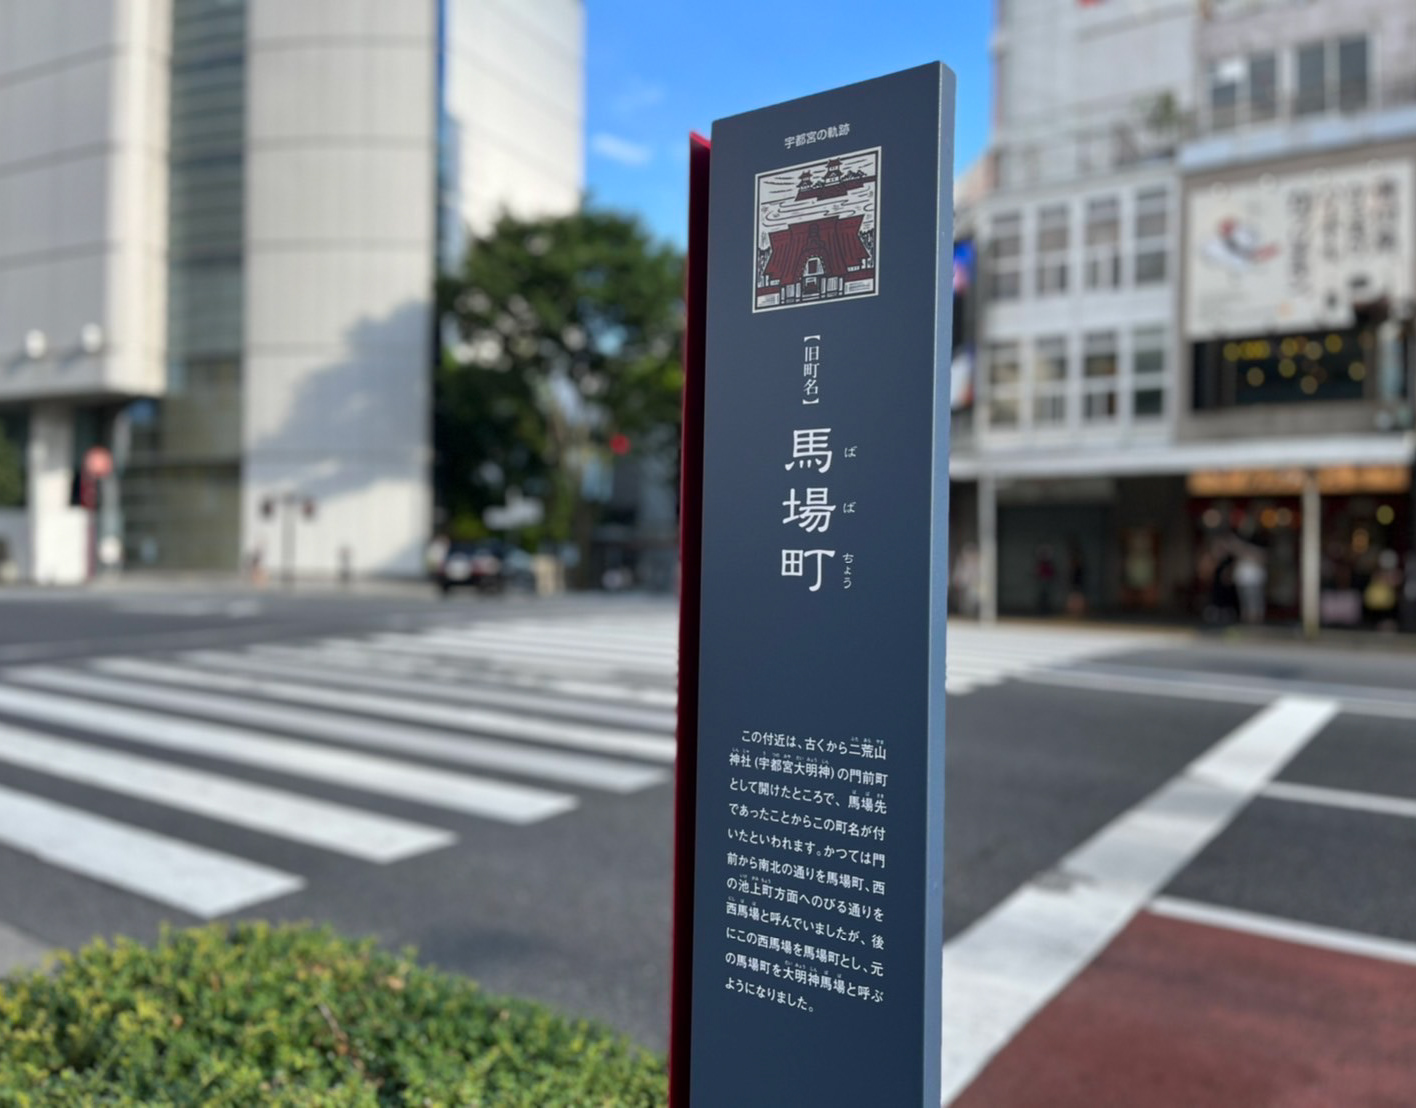 宇都宮の軌跡
【旧町名】
馬場町
ばばちょう
この付近は、古くから二荒山
神社(宇都宮大明神)の門前町
として開けたところで、馬場先
であったことからこの町名が付
いたといわれます。かつては門
前から南北の通りを馬場町、西
の池上町方面へのびる通りを
西馬場と呼んでいましたが、後
にこの西馬場を馬場町とし、元
の馬場町を大明神馬場と呼ぶ
ようになりました。